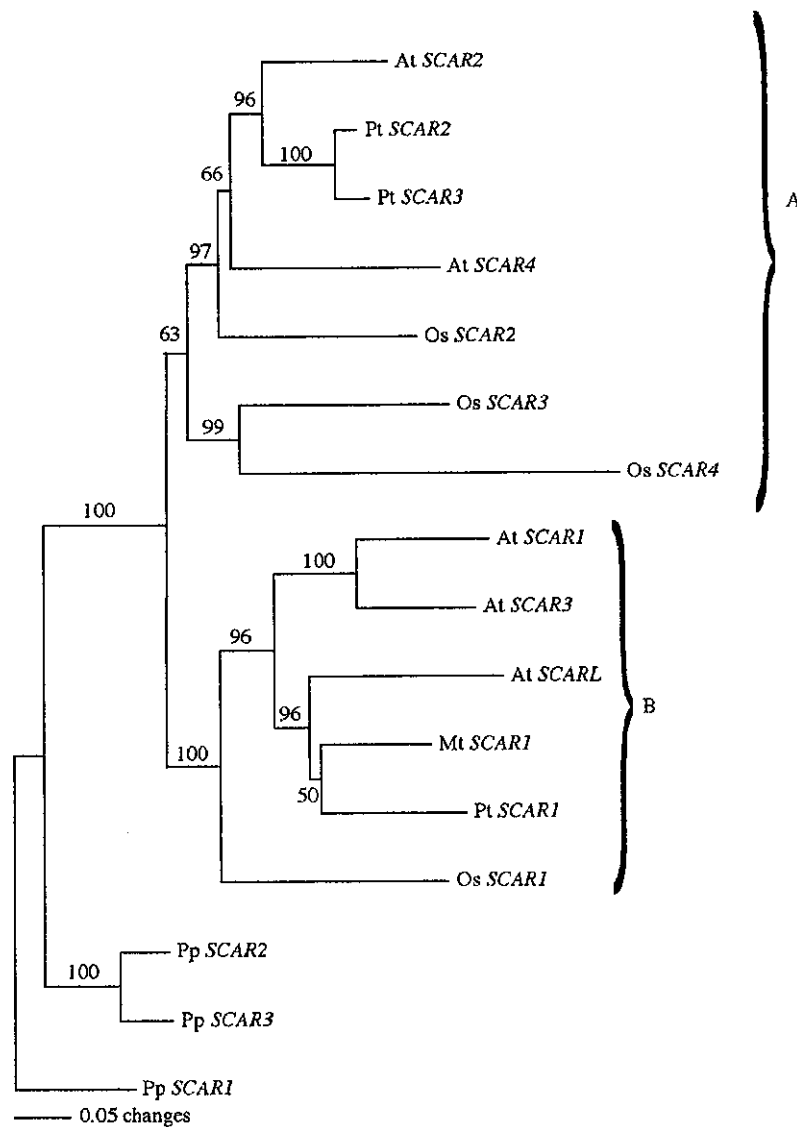 At SCAR2
96
Pt SCAR2
100
66
Pt SCAR3
A
97
At SCAR4
63
Os SCAR2
Os SCAR3
99
Os SCAR4
100
At SCAR1
100
At SCAR3
96
At SCARL
96
B
Mt SCAR1
100
50
Pt SCAR1
Os SCAR1
Pp SCAR2
100
Pp SCAR3
Pp SCAR1
0.05 changes